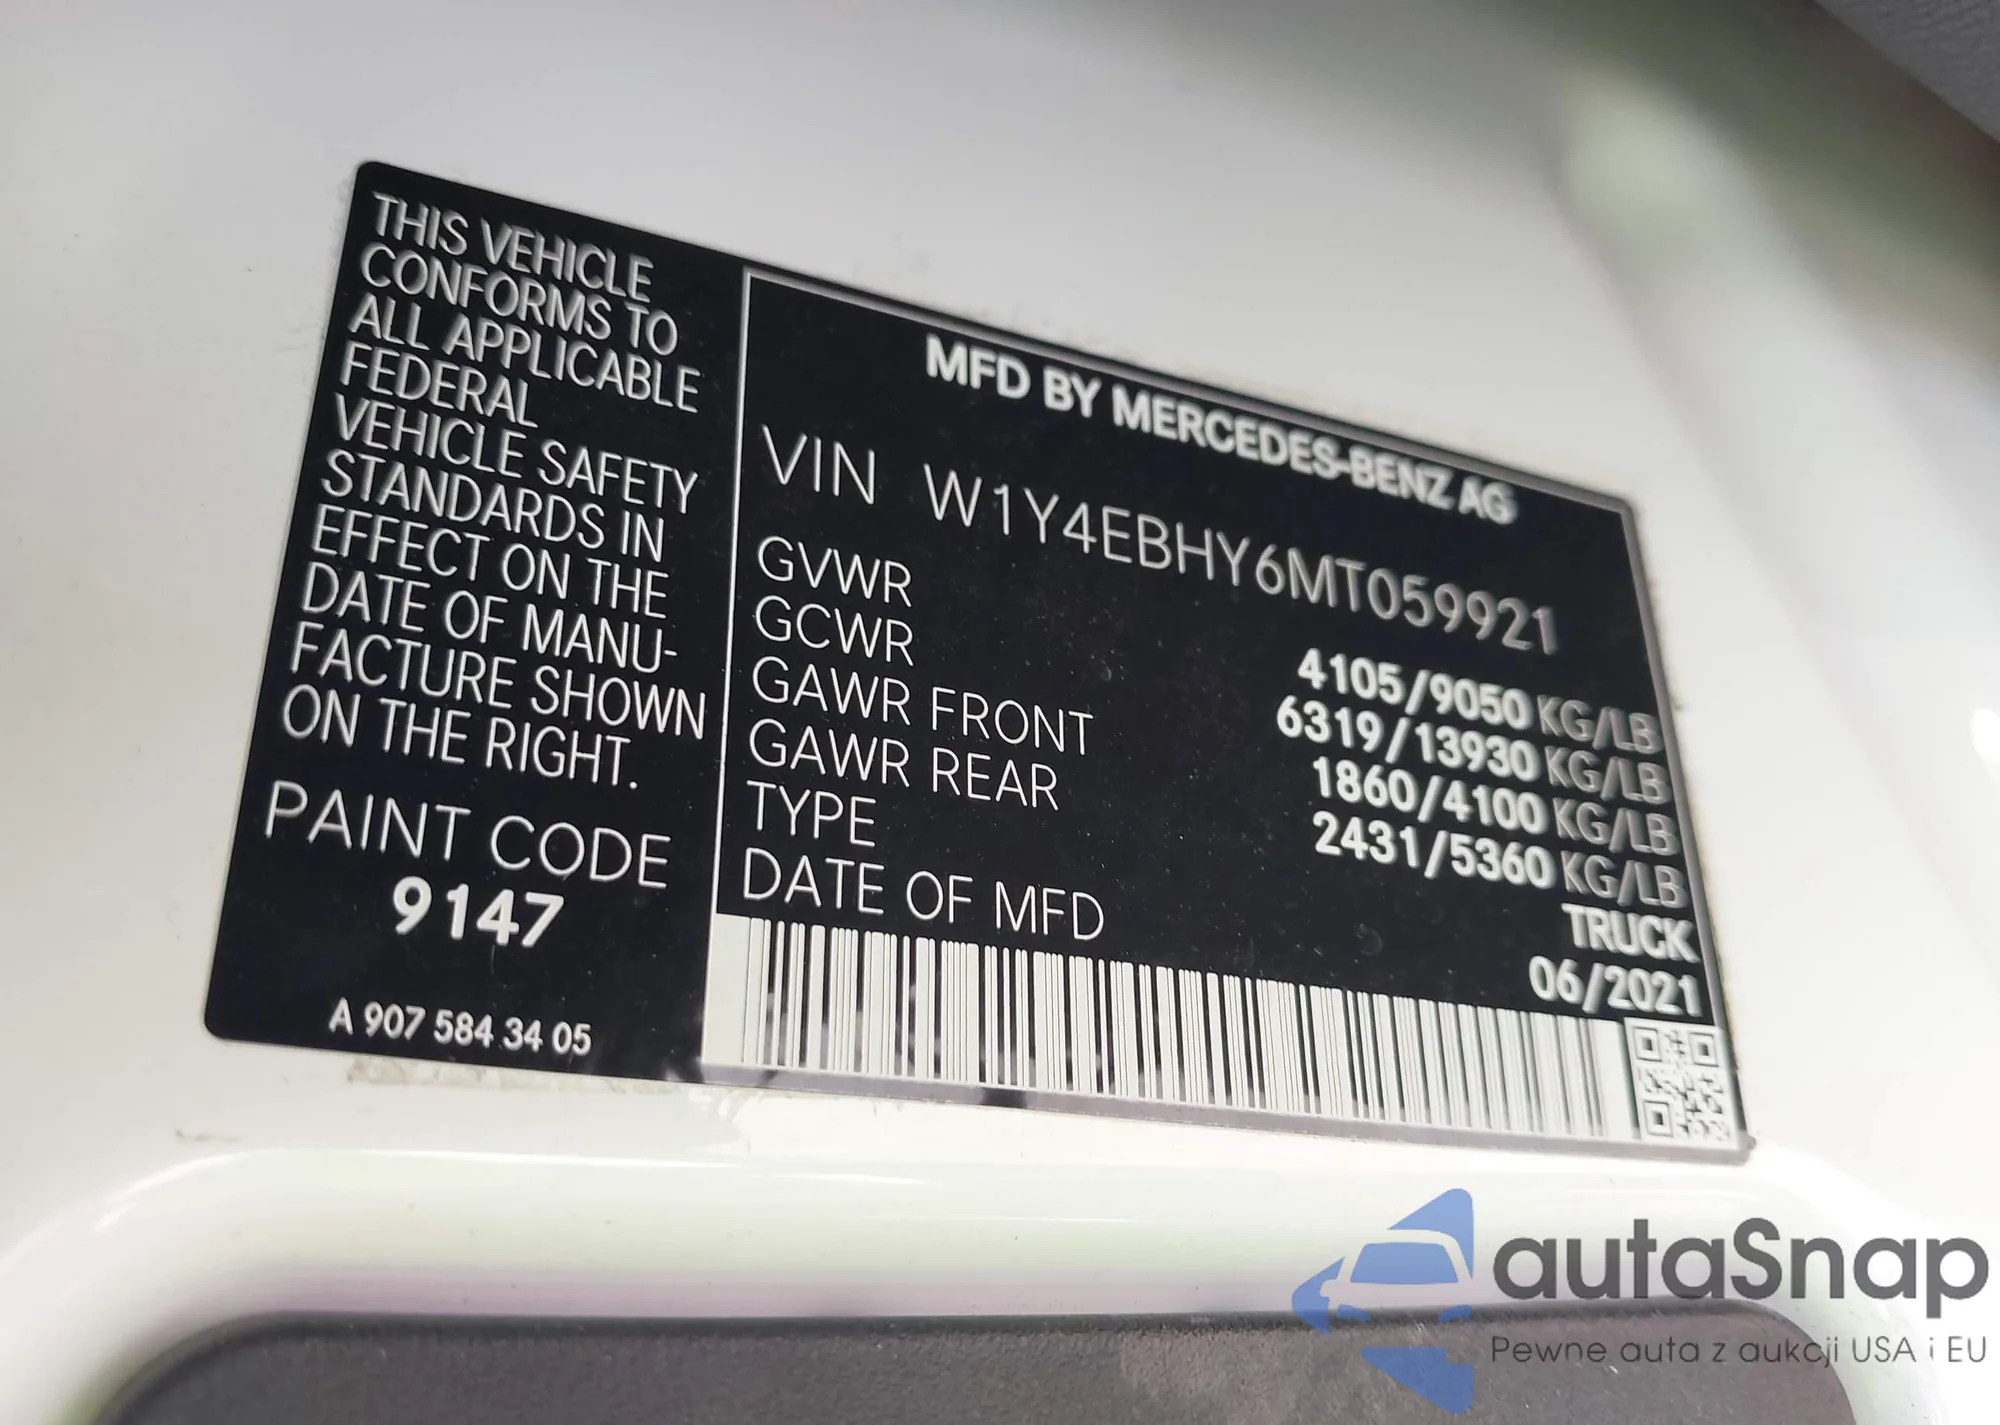 THIS VEHICLE
CONFORMS TO
ALL APPLICABLE
FEDERAL
VEHICLE SAFETY
STANDARDS IN
EFFECT ON THE
DATE OF MANU-
FACTURE SHOWN
ON THE RIGHT.
PAINT CODE
9147
A 907 584 34 05
MFD BY MERCEDES-BENZ AG
VIN W1Y4EBHY6MT059921
GVWR 4105/9050 KG/LB
GCWR 6319/13930 KG/LB
GAWR FRONT 1860/4100 KG/LB
GAWR REAR 2431/5360 KG/LB
TYPE TRUCK
DATE OF MFD 06/2021
autaSnap
Pewne auta z aukcji USA i EU